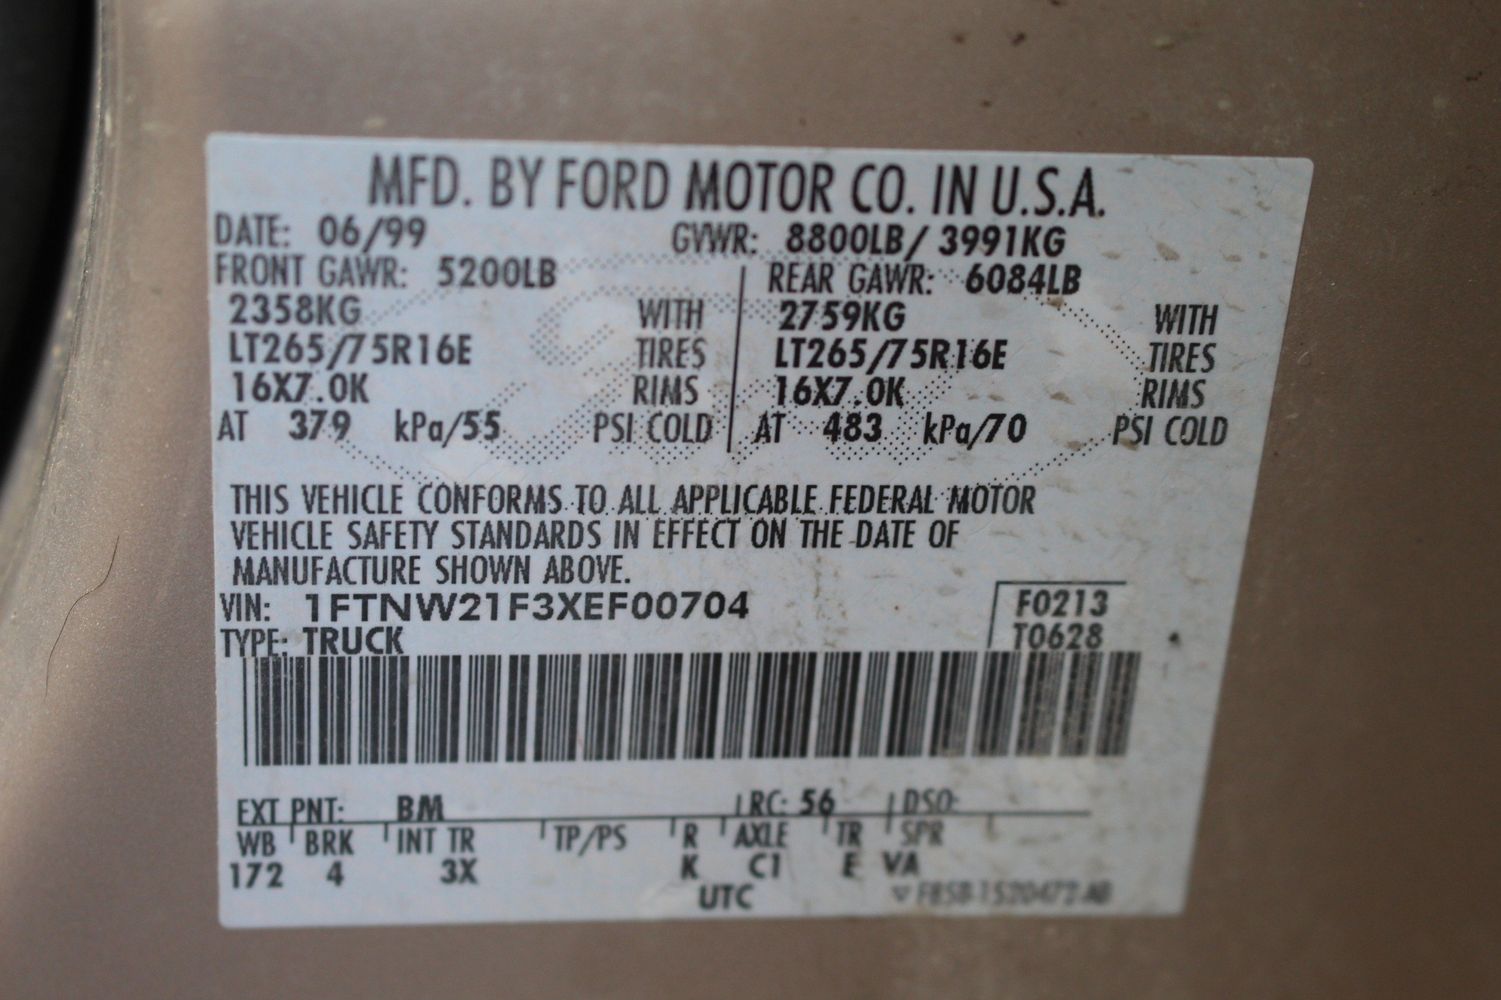 MFD. BY FORD MOTOR CO. IN U.S.A.
DATE: 06/99 GVWR: 8800LB/ 3991KG
FRONT GAWR: 5200LB REAR GAWR: 6084LB
2358KG WITH 2759KG WITH
LT265/75R16E TIRES LT265/75R16E TIRES
16X7.0K RIMS 16X7.0K RIMS
AT 379 kPa/55 PSI COLD AT 483 kPa/70 PSI COLD
THIS VEHICLE CONFORMS TO ALL APPLICABLE FEDERAL MOTOR
VEHICLE SAFETY STANDARDS IN EFFECT ON THE DATE OF
MANUFACTURE SHOWN ABOVE.
VIN: 1FTNW21F3XEF00704 F0213
TYPE: TRUCK T0628
EXT PNT: BM RC: 56 DSO:
WB BRK INT TR TP/PS R AXLE TR SPR
172 4 3X K C1 E VA
UTC F85B-1520472-AB